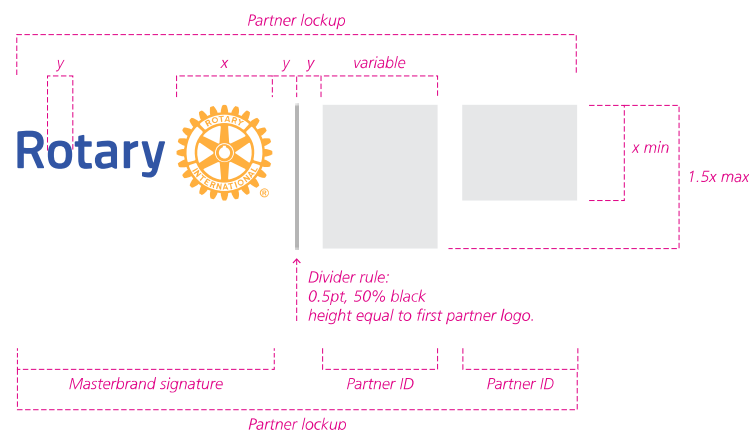 Partner lockup
y
x
y
y
variable
Rotary
ROTARY
INTERNATIONAL
®
x min
1.5x max
Divider rule:
0.5pt, 50% black
height equal to first partner logo.
Masterbrand signature
Partner ID
Partner ID
Partner lockup